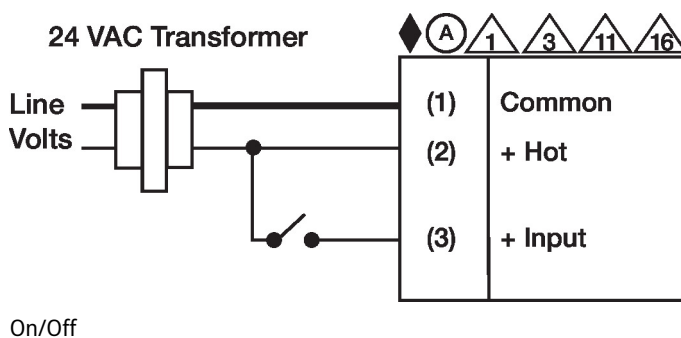 24 VAC Transformer
A 1 3 11 16
Line
Volts
(1) Common
(2) + Hot
(3) + Input
On/Off